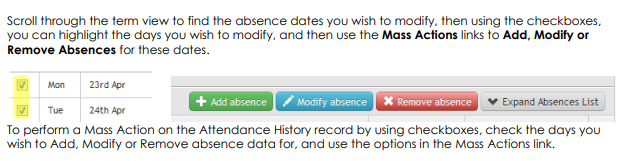 Scroll through the term view to find the absence dates you wish to modify, then using the checkboxes,
you can highlight the days you wish to modify, and then use the Mass Actions links to Add, Modify or
Remove Absences for these dates.
Mon 23rd Apr
Tue 24th Apr
Add absence Modify absence Remove absence Expand Absences List
To perform a Mass Action on the Attendance History record by using checkboxes, check the days you
wish to Add, Modify or Remove absence data for, and use the options in the Mass Actions link.